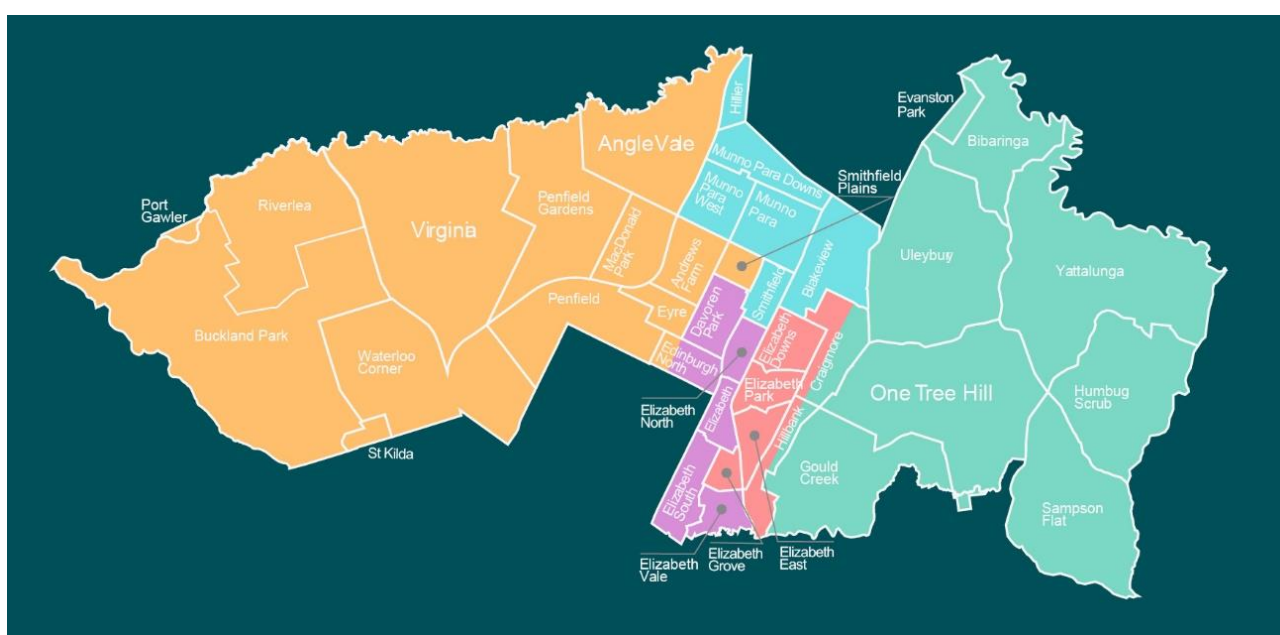 Hillier
Evanston
Park
Bibaringa
Angle Vale
Munno Para Downs
Smithfield
Plains
Munno
Para
West
Munno
Para
Port
Gawler
Riverlea
Penfield
Gardens
Virginia
MacDonald
Park
Andrews
Farm
Blakeview
Uleybury
Yattalunga
Smithfield
Penfield
Eyre
Davoren
Park
Buckland Park
Waterloo
Corner
Edinburgh
North
Elizabeth
Downs
Craigmore
Elizabeth
Park
One Tree Hill
Humbug
Scrub
Elizabeth
North
Elizabeth
Hillbank
St Kilda
Gould
Creek
Elizabeth
South
Sampson
Flat
Elizabeth
Vale
Elizabeth
Grove
Elizabeth
East